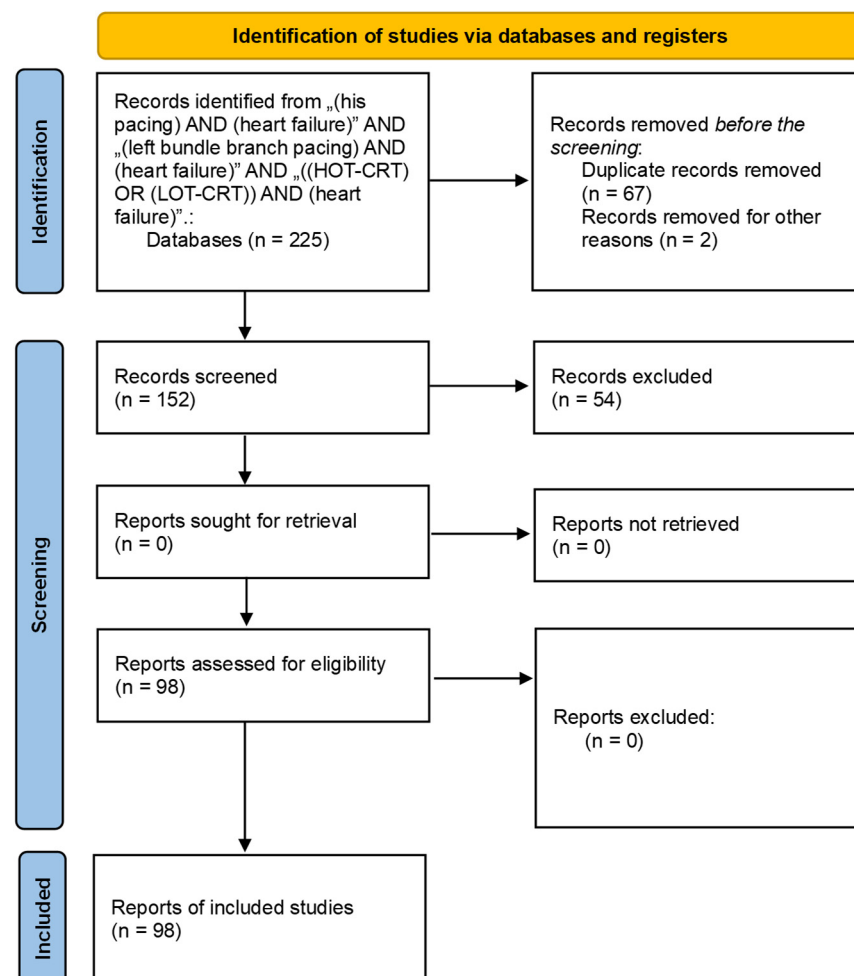 Identification of studies via databases and registers
Identification
Records identified from „(his
pacing) AND (heart failure)” AND
„(left bundle branch pacing) AND
(heart failure)” AND „((HOT-CRT)
OR (LOT-CRT)) AND (heart
failure)”.:
Databases (n = 225)
Records removed before the
screening:
Duplicate records removed
(n = 67)
Records removed for other
reasons (n = 2)
Screening
Records screened
(n = 152)
Records excluded
(n = 54)
Reports sought for retrieval
(n = 0)
Reports not retrieved
(n = 0)
Reports assessed for eligibility
(n = 98)
Reports excluded:
(n = 0)
Included
Reports of included studies
(n = 98)